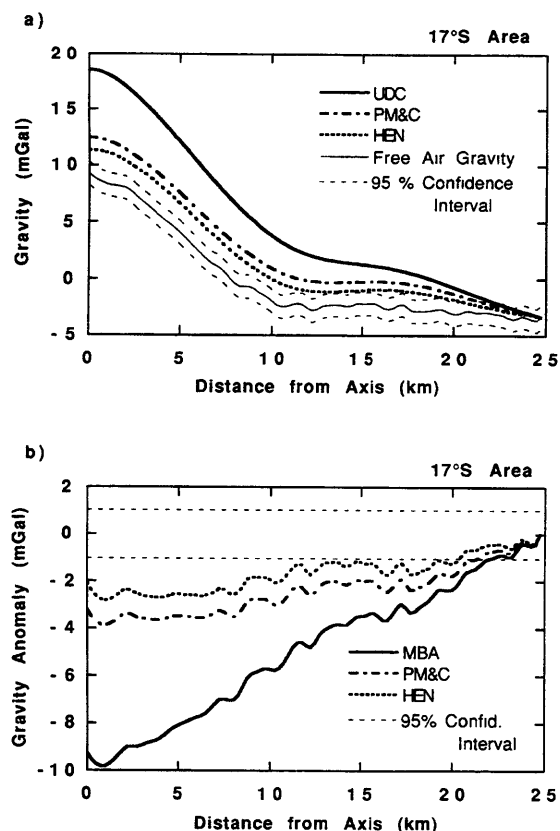 a)
17°S Area
20
15
10
5
0
-5
Gravity (mGal)
UDC
PM&C
HEN
Free Air Gravity
95 % Confidence
Interval
0 5 10 15 20 25
Distance from Axis (km)
b)
17°S Area
2
0
-2
-4
-6
-8
-10
Gravity Anomaly (mGal)
MBA
PM&C
HEN
95% Confid.
Interval
0 5 10 15 20 25
Distance from Axis (km)